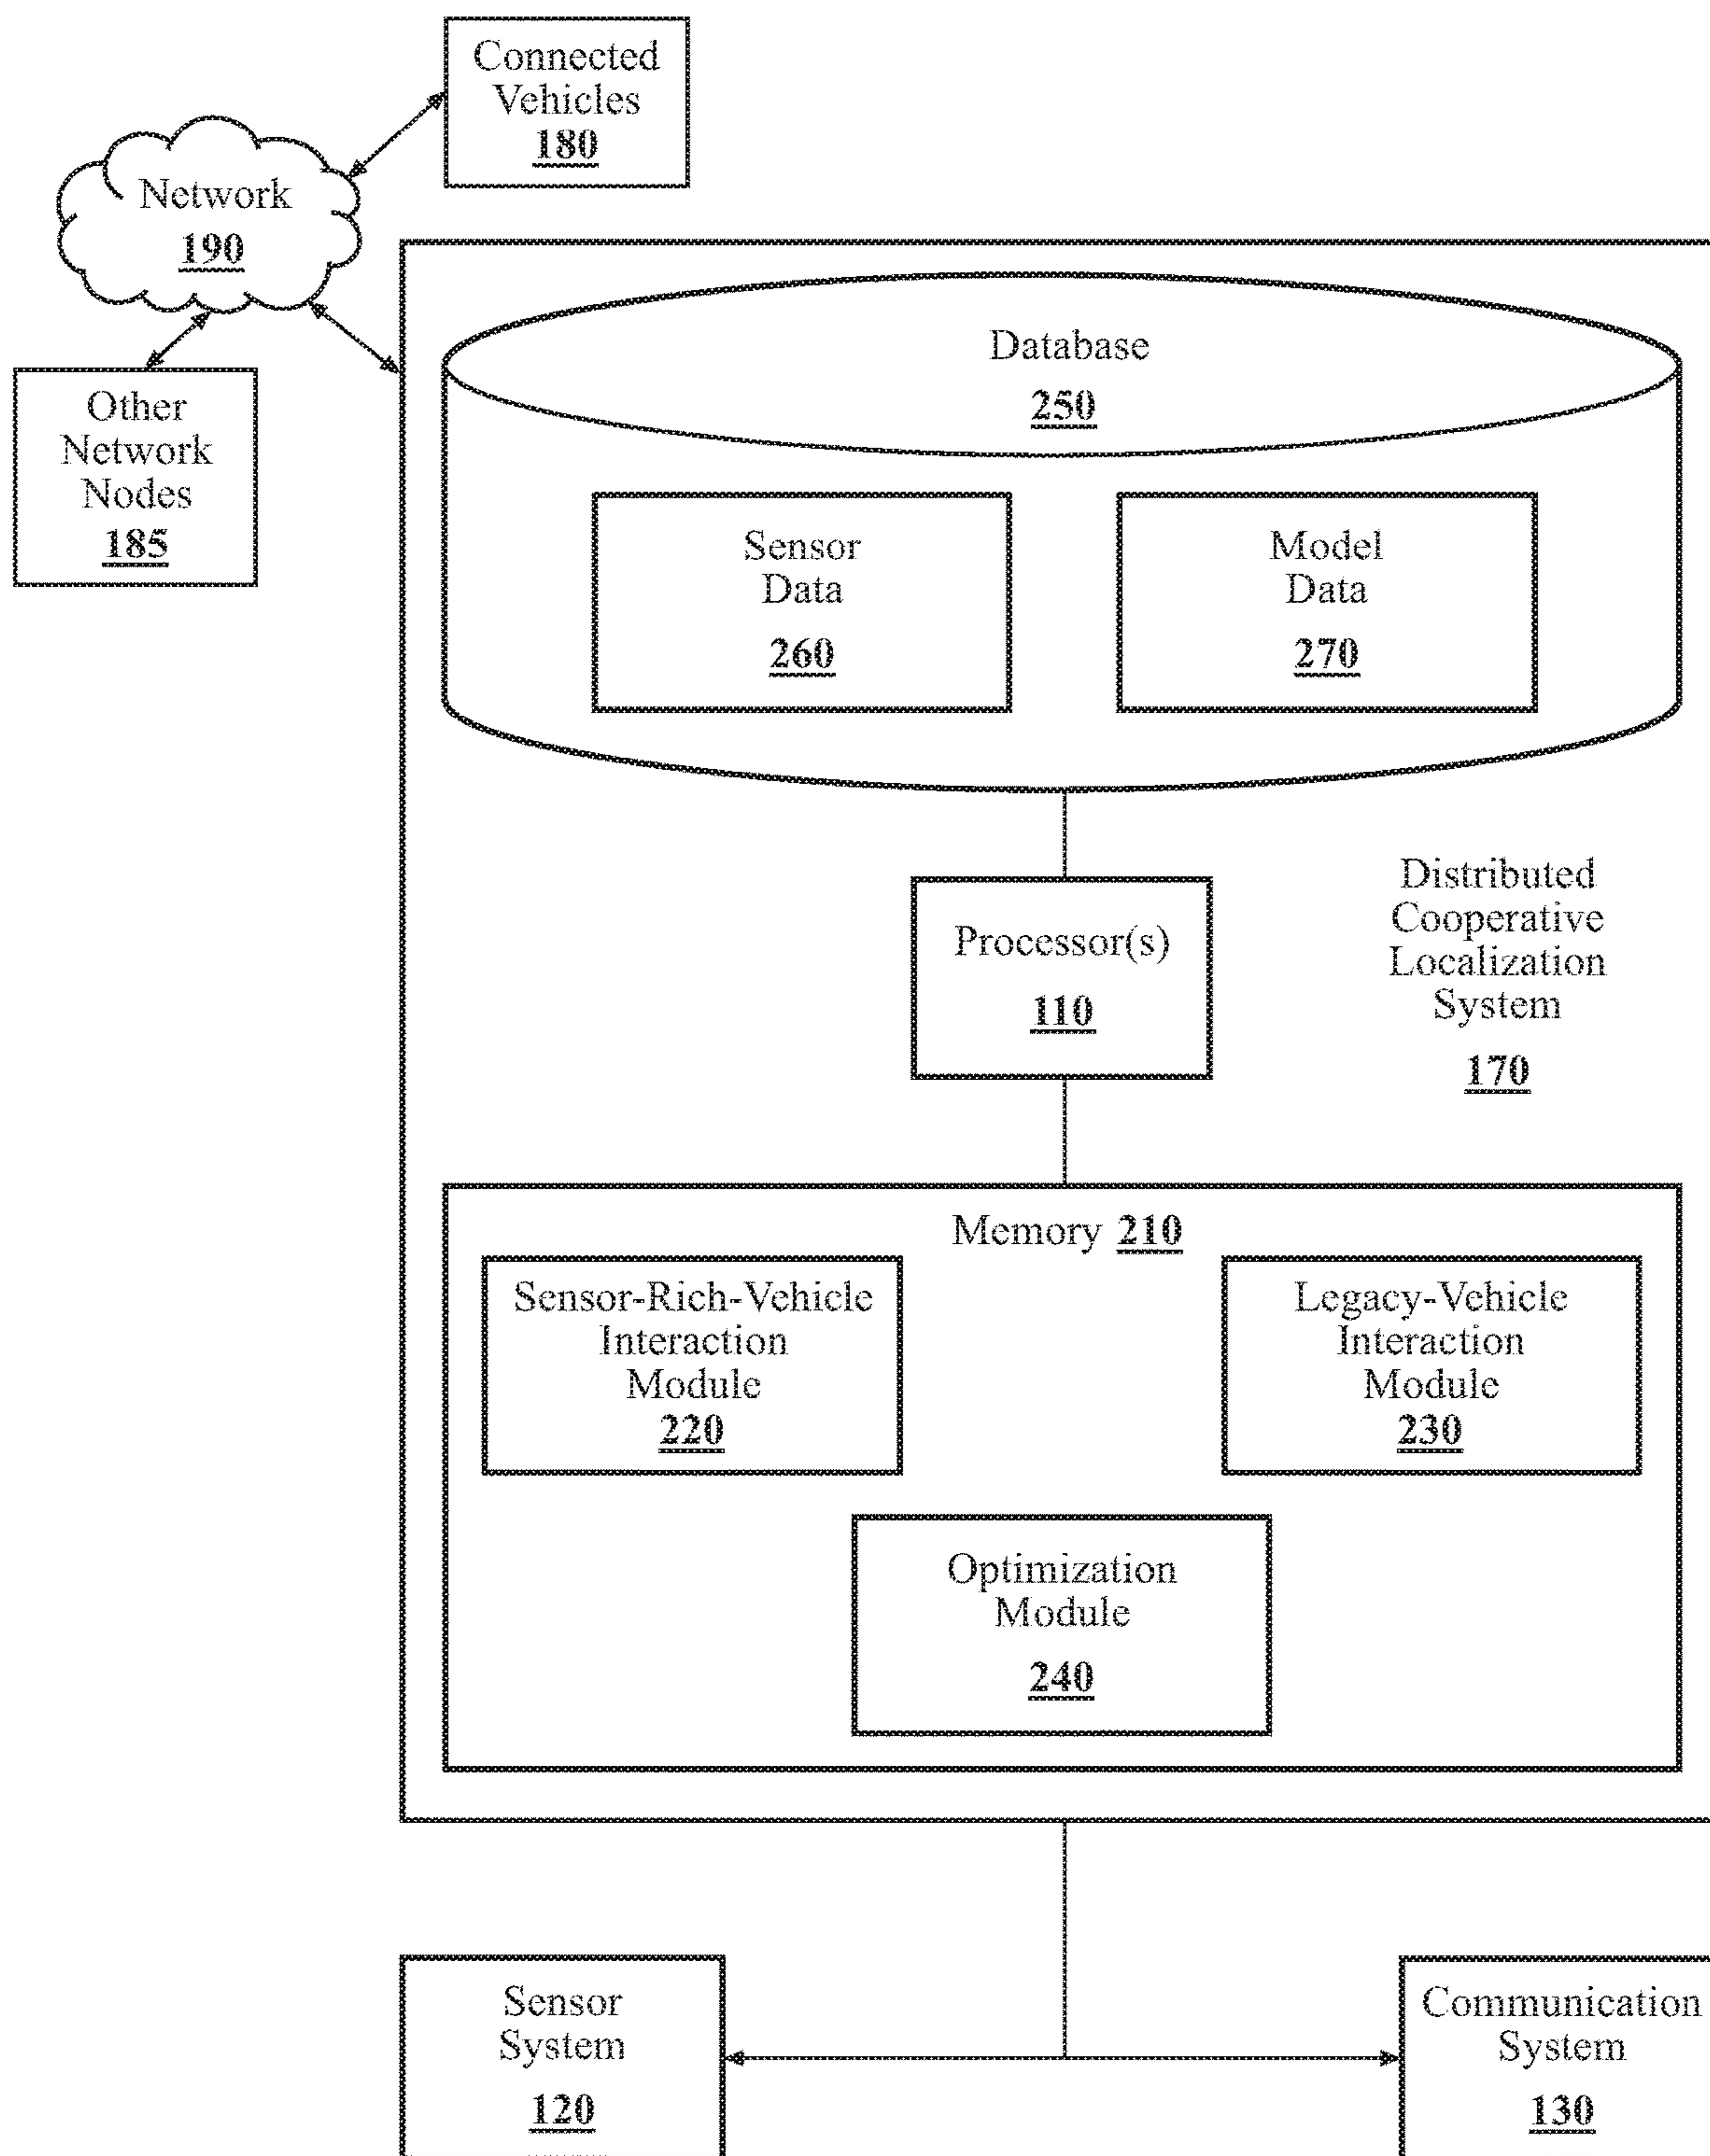 Connected
Vehicles
180
Network
190
Other
Network
Nodes
185
Database
250
Sensor
Data
260
Model
Data
270
Processor(s)
110
Distributed
Cooperative
Localization
System
170
Memory 210
Sensor-Rich-Vehicle
Interaction
Module
220
Legacy-Vehicle
Interaction
Module
230
Optimization
Module
240
Sensor
System
120
Communication
System
130